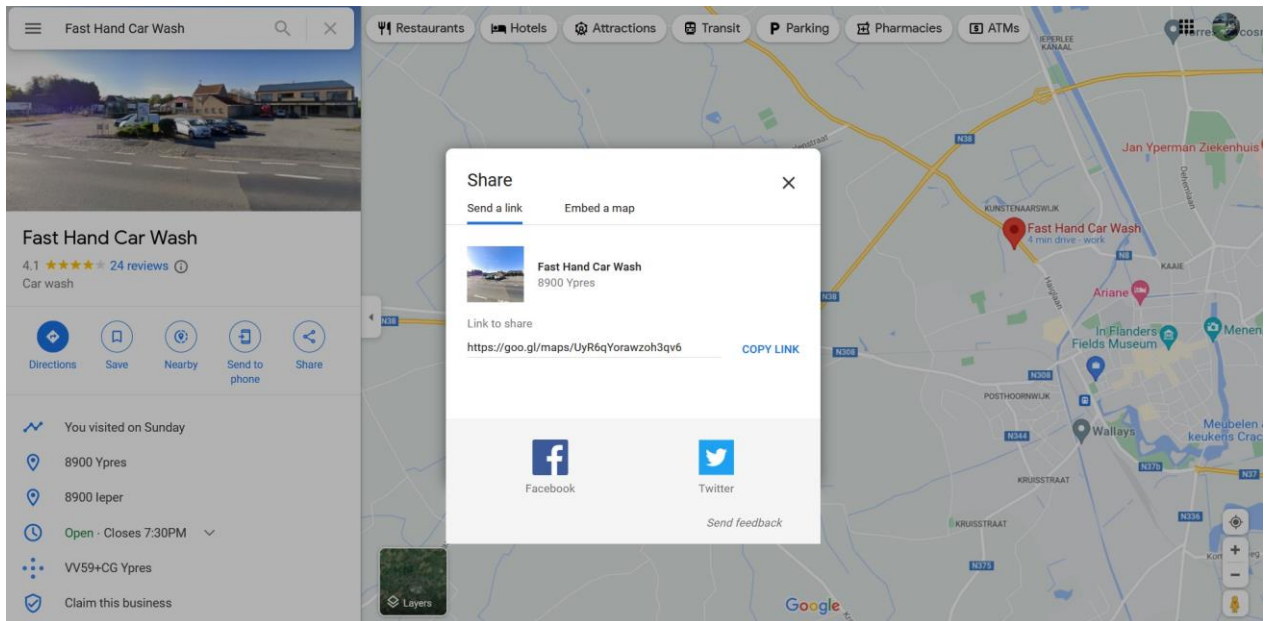 Fast Hand Car Wash
Restaurants
Hotels
Attractions
Transit
P Parking
Pharmacies
ATMs
Fast Hand Car Wash
4.1
24 reviews
Car wash
Directions
Save
Nearby
Send to
phone
Share
You visited on Sunday
8900 Ypres
8900 Ieper
Open · Closes 7:30PM
VV59+CG Ypres
Claim this business
Share
Send a link
Embed a map
Fast Hand Car Wash
8900 Ypres
Link to share
https://goo.gl/maps/UyR6qYorawzoh3qv6
COPY LINK
Facebook
Twitter
Send feedback
Layers
Google
IEPERLEE
KANAAL
N38
Jan Yperman Ziekenhuis
Dehemlaan
KUNSTENAARSWIJK
Fast Hand Car Wash
4 min drive · work
N8
KAAIE
Haiglaan
Ariane
N38
N38
In Flanders
Fields Museum
Menen
N308
N308
POSTHOORNWIJK
N344
Wallays
Meubelen
keukens Crac
N37b
N37
KRUISSTRAAT
KRUISSTRAAT
N336
N375